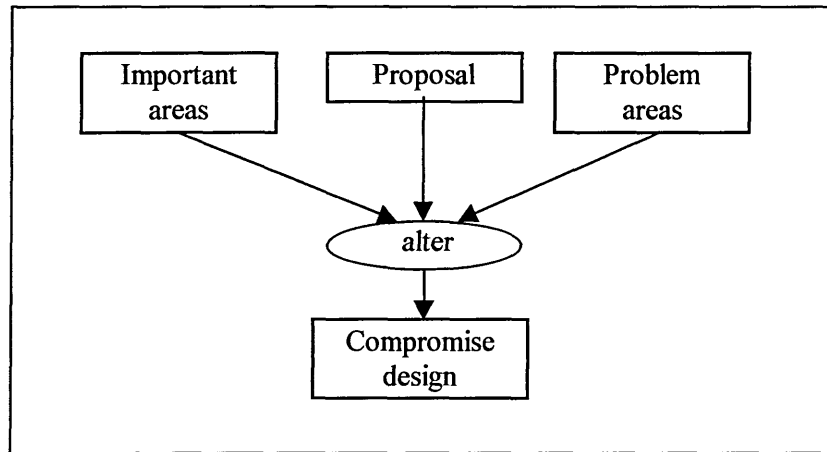 Important
areas
Proposal
Problem
areas
alter
Compromise
design